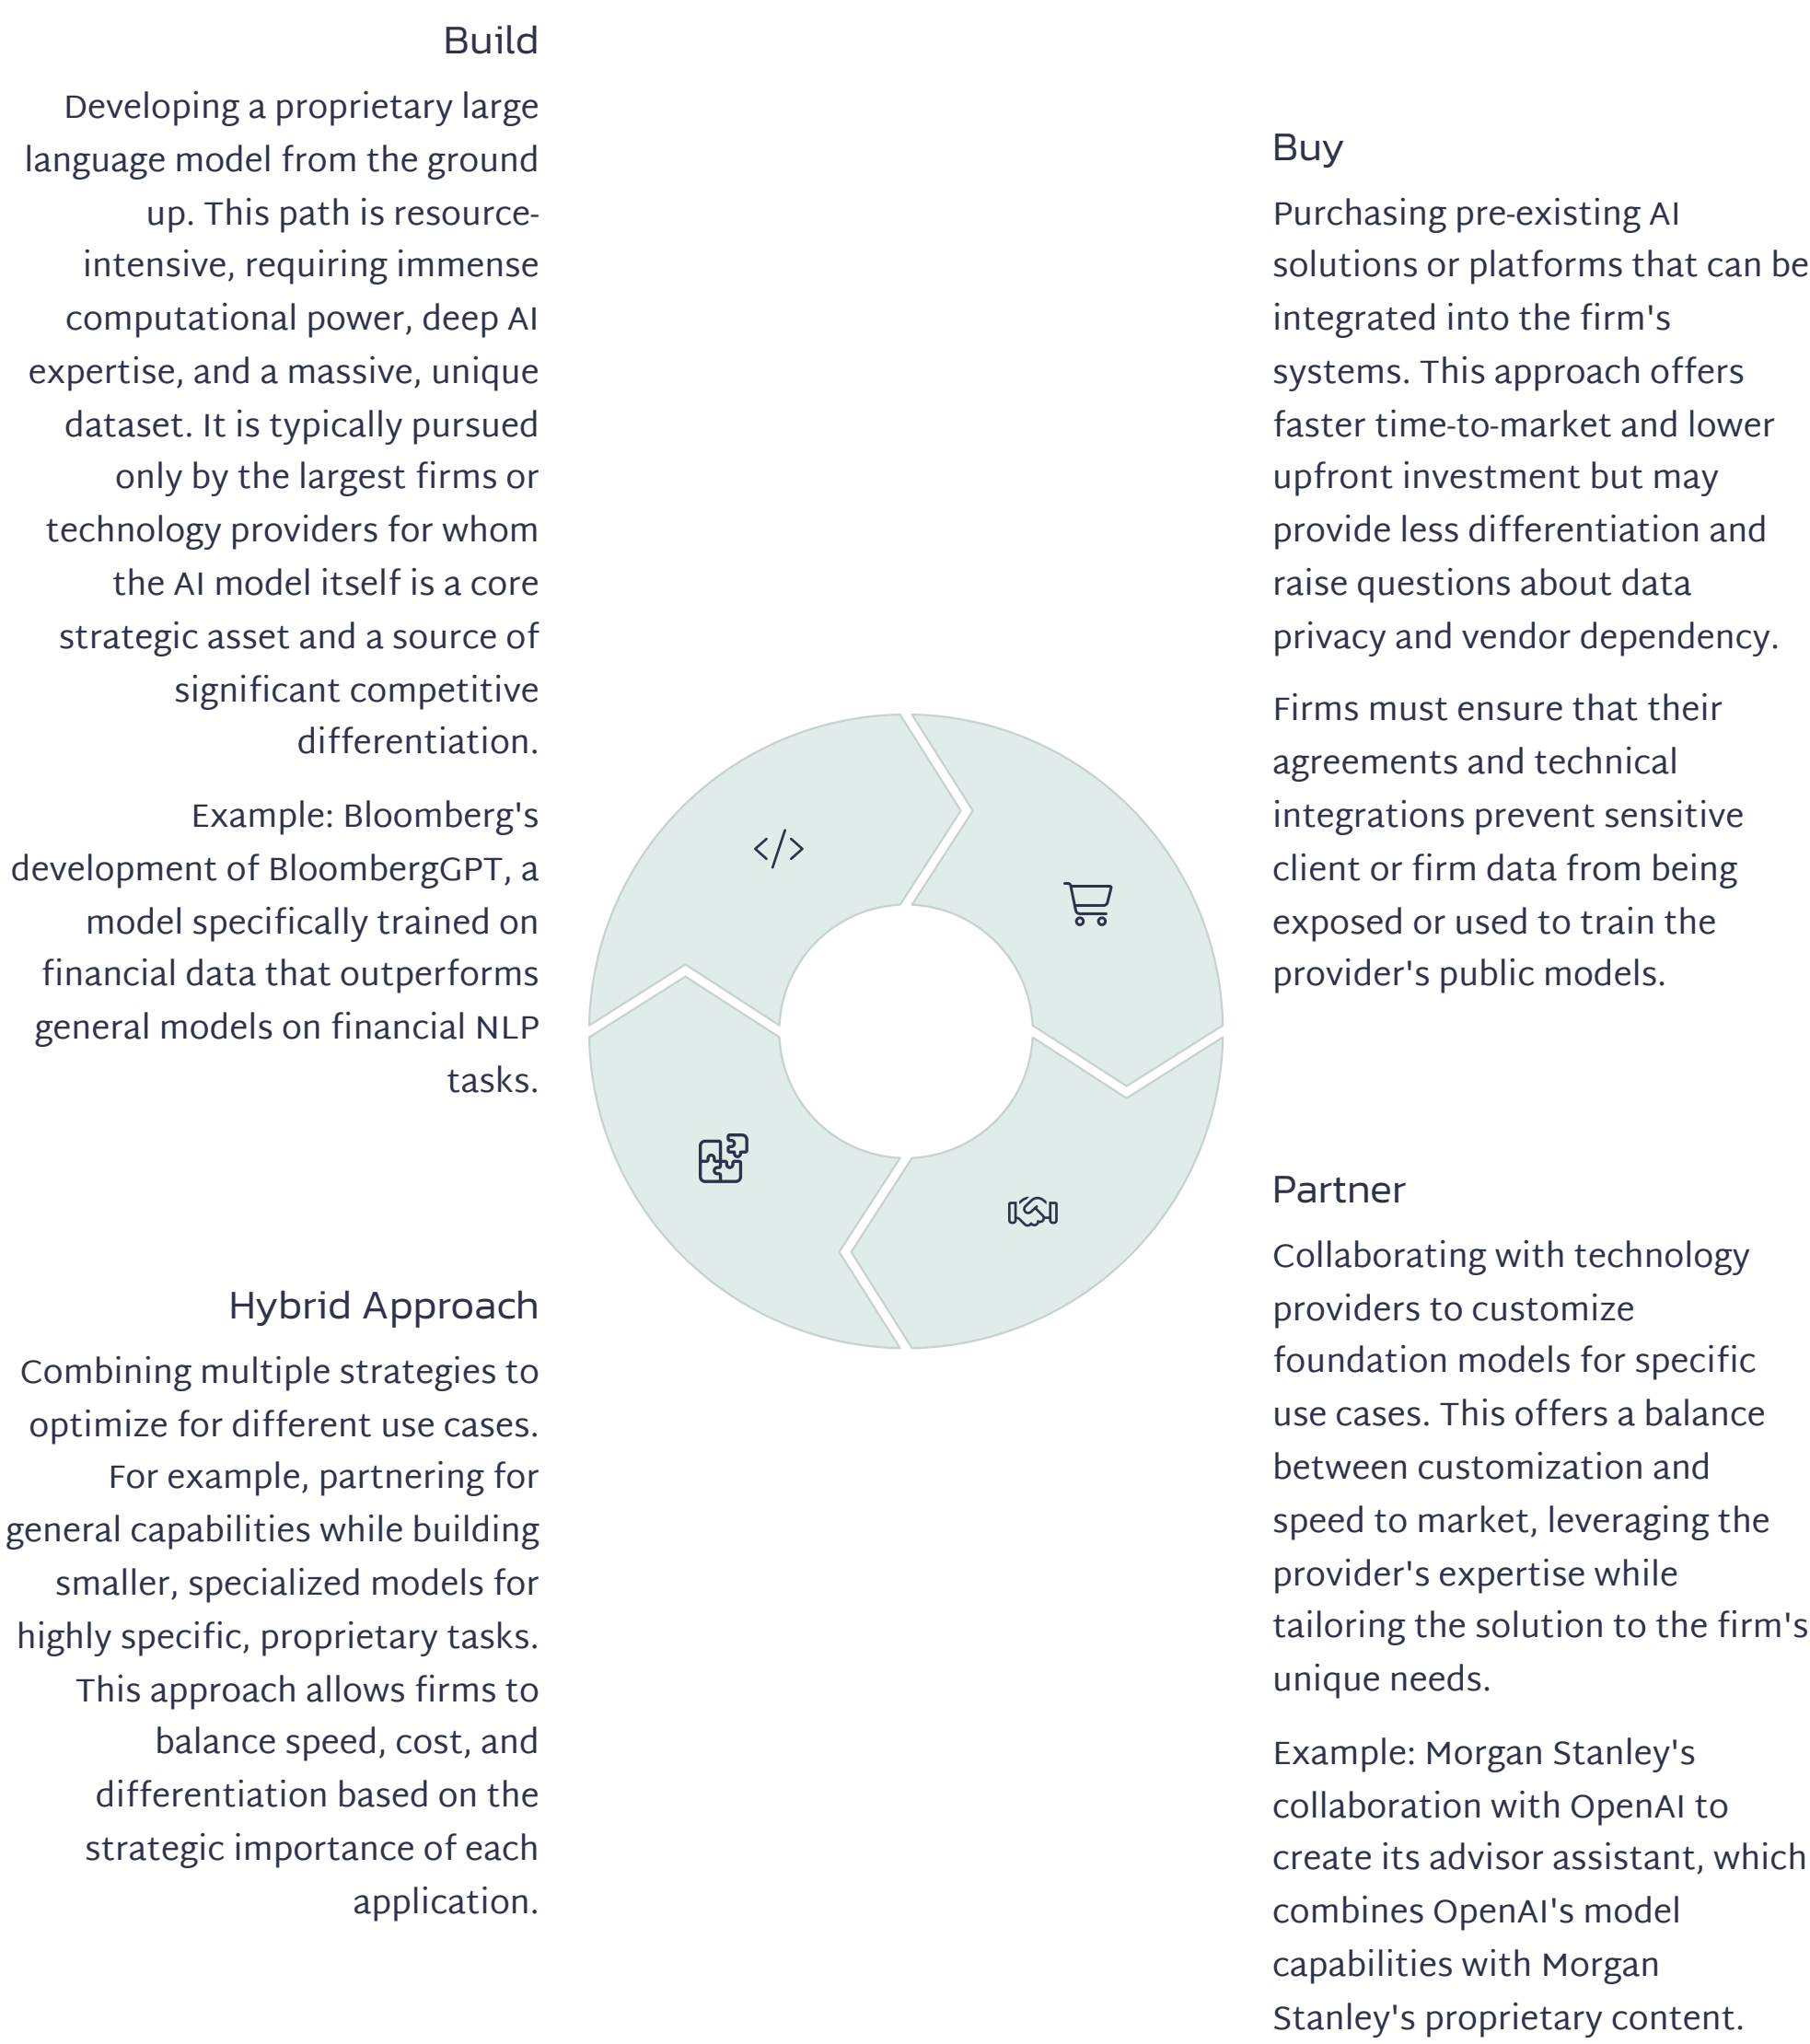 Build
Developing a proprietary large
language model from the ground
up. This path is resource-
intensive, requiring immense
computational power, deep AI
expertise, and a massive, unique
dataset. It is typically pursued
only by the largest firms or
technology providers for whom
the AI model itself is a core
strategic asset and a source of
significant competitive
differentiation.
Example: Bloomberg's
development of BloombergGPT, a
model specifically trained on
financial data that outperforms
general models on financial NLP
tasks.
Buy
Purchasing pre-existing AI
solutions or platforms that can be
integrated into the firm's
systems. This approach offers
faster time-to-market and lower
upfront investment but may
provide less differentiation and
raise questions about data
privacy and vendor dependency.
Firms must ensure that their
agreements and technical
integrations prevent sensitive
client or firm data from being
exposed or used to train the
provider's public models.
Partner
Collaborating with technology
providers to customize
foundation models for specific
use cases. This offers a balance
between customization and
speed to market, leveraging the
provider's expertise while
tailoring the solution to the firm's
unique needs.
Example: Morgan Stanley's
collaboration with OpenAI to
create its advisor assistant, which
combines OpenAI's model
capabilities with Morgan
Stanley's proprietary content.
Hybrid Approach
Combining multiple strategies to
optimize for different use cases.
For example, partnering for
general capabilities while building
smaller, specialized models for
highly specific, proprietary tasks.
This approach allows firms to
balance speed, cost, and
differentiation based on the
strategic importance of each
application.